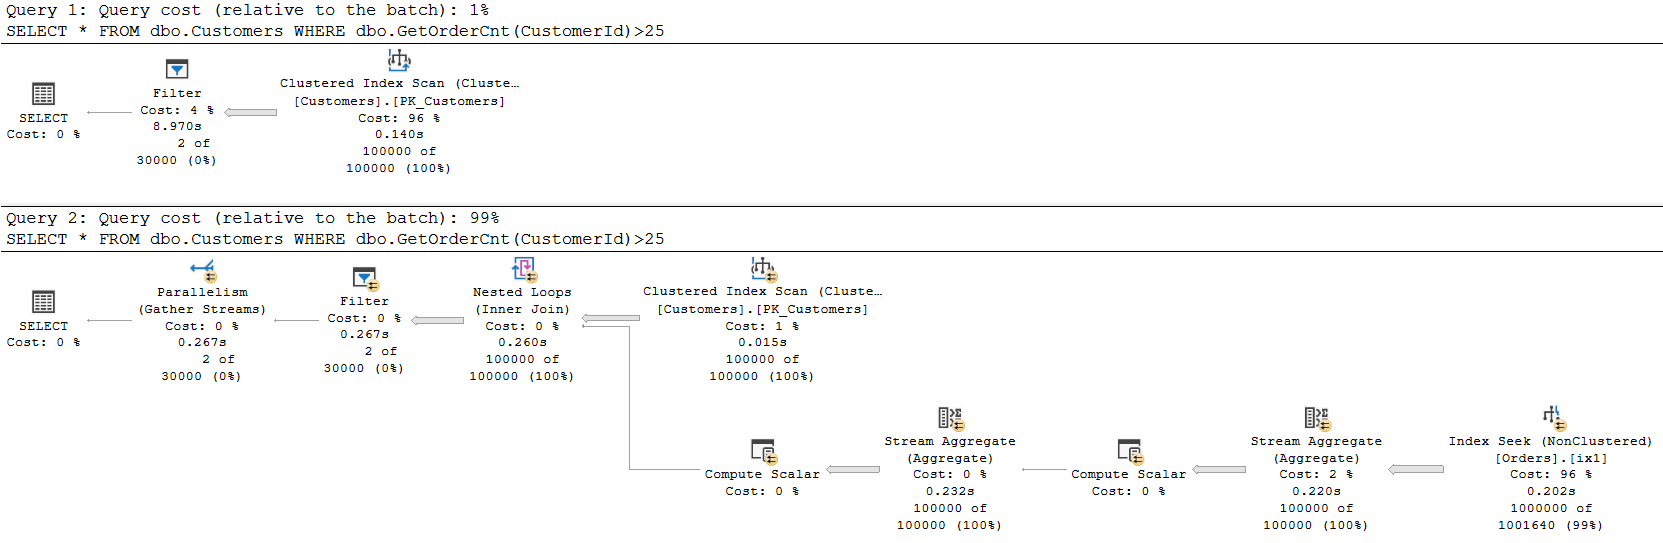 Query 1: Query cost (relative to the batch): 1%
SELECT * FROM dbo.Customers WHERE dbo.GetOrderCnt(CustomerId)>25
SELECT
Cost: 0 %
Filter
Cost: 4 %
8.970s
2 of
30000 (0%)
Clustered Index Scan (Cluste…
[Customers].[PK_Customers]
Cost: 96 %
0.140s
100000 of
100000 (100%)
Query 2: Query cost (relative to the batch): 99%
SELECT * FROM dbo.Customers WHERE dbo.GetOrderCnt(CustomerId)>25
SELECT
Cost: 0 %
Parallelism
(Gather Streams)
Cost: 0 %
0.267s
2 of
30000 (0%)
Filter
Cost: 0 %
0.267s
2 of
30000 (0%)
Nested Loops
(Inner Join)
Cost: 0 %
0.260s
100000 of
100000 (100%)
Clustered Index Scan (Cluste…
[Customers].[PK_Customers]
Cost: 1 %
0.015s
100000 of
100000 (100%)
Compute Scalar
Cost: 0 %
Stream Aggregate
(Aggregate)
Cost: 0 %
0.232s
100000 of
100000 (100%)
Compute Scalar
Cost: 0 %
Stream Aggregate
(Aggregate)
Cost: 2 %
0.220s
100000 of
100000 (100%)
Index Seek (NonClustered)
[Orders].[ix1]
Cost: 96 %
0.202s
1000000 of
1001640 (99%)